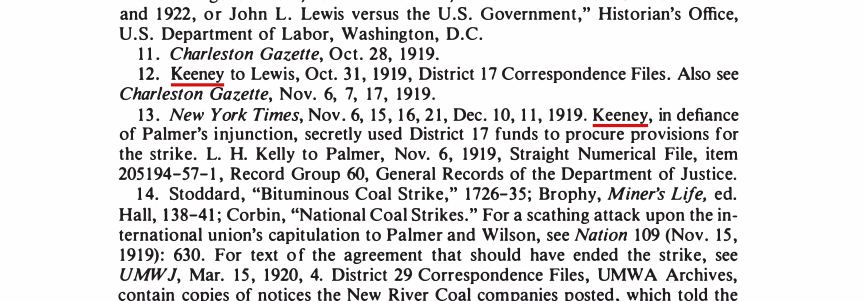 and 1922, or John L. Lewis versus the U.S. Government,” Historian’s Office,
U.S. Department of Labor, Washington, D.C.
11. Charleston Gazette, Oct. 28, 1919.
12. Keeney to Lewis, Oct. 31, 1919, District 17 Correspondence Files. Also see
Charleston Gazette, Nov. 6, 7, 17, 1919.
13. New York Times, Nov. 6, 15, 16, 21, Dec. 10, 11, 1919. Keeney, in defiance
of Palmer’s injunction, secretly used District 17 funds to procure provisions for
the strike. L. H. Kelly to Palmer, Nov. 6, 1919, Straight Numerical File, item
205194-57-1, Record Group 60, General Records of the Department of Justice.
14. Stoddard, “Bituminous Coal Strike,” 1726-35; Brophy, Miner’s Life, ed.
Hall, 138-41; Corbin, “National Coal Strikes.” For a scathing attack upon the in-
ternational union’s capitulation to Palmer and Wilson, see Nation 109 (Nov. 15,
1919): 630. For text of the agreement that should have ended the strike, see
UMWJ, Mar. 15, 1920, 4. District 29 Correspondence Files, UMWA Archives,
contain copies of notices the New River Coal companies posted, which told the